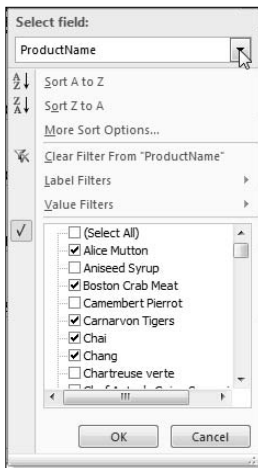 Select field:
ProductName
Sort A to Z
Sort Z to A
More Sort Options...
Clear Filter From "ProductName"
Label Filters
Value Filters
(Select All)
Alice Mutton
Aniseed Syrup
Boston Crab Meat
Camembert Pierrot
Carnarvon Tigers
Chai
Chang
Chartreuse verte
OK
Cancel